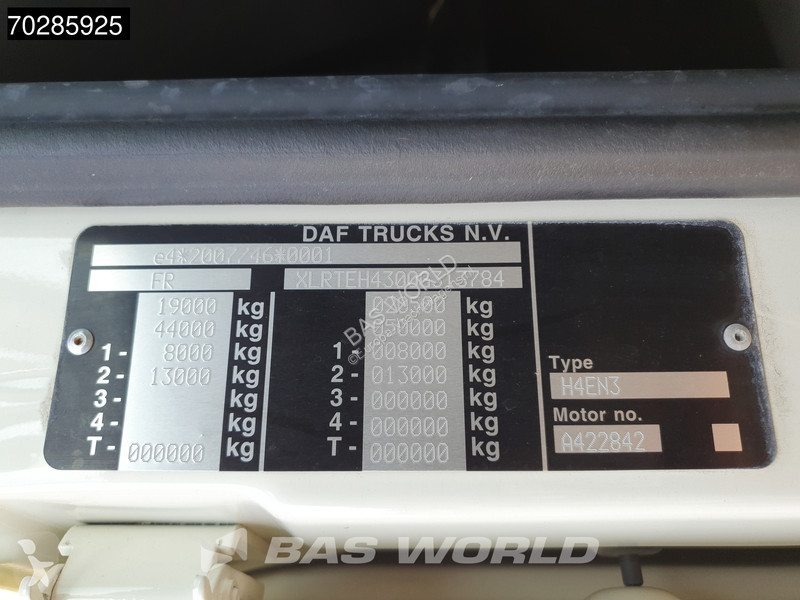 70285925
DAF TRUCKS N.V.
e4*2007/46*0001
FR
19000 kg
44000 kg kg
1- 8000 kg 1- 008000 kg
2- 13000 kg 2- 013000 kg
3- kg 3- 000000 kg
4- kg 4- 000000 kg
T- 000000 kg T- 000000 kg
Type
H4EN3
Motor no.
A422842
BAS WORLD
BAS WORLD